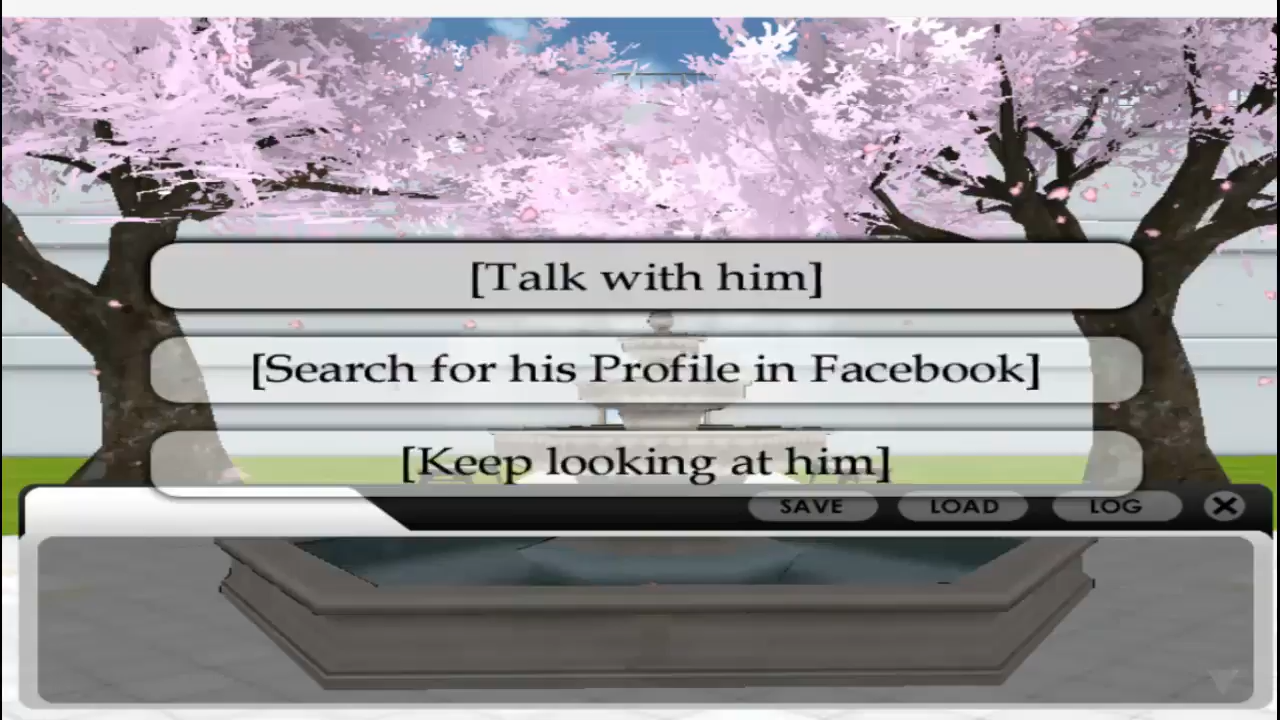 [Talk with him]
[Search for his Profile in Facebook]
[Keep looking at him]
SAVE LOAD LOG